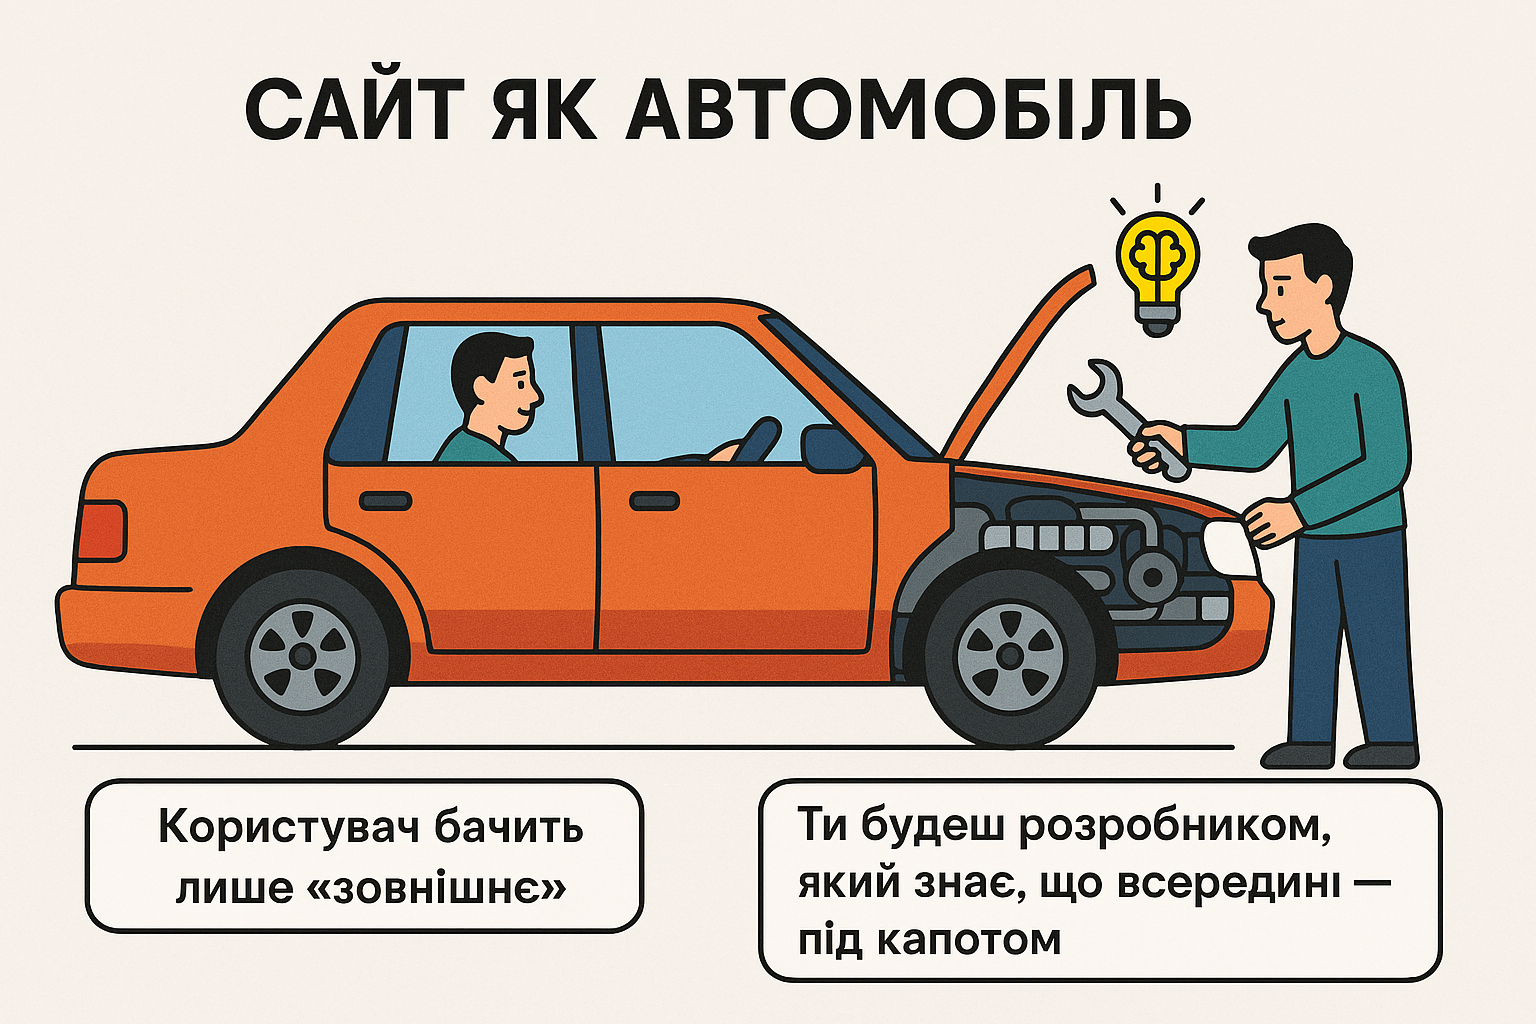 САЙТ ЯК АВТОМОБІЛЬ
Користувач бачить
лише «зовнішнє»
Ти будеш розробником,
який знає, що всередині —
під капотом